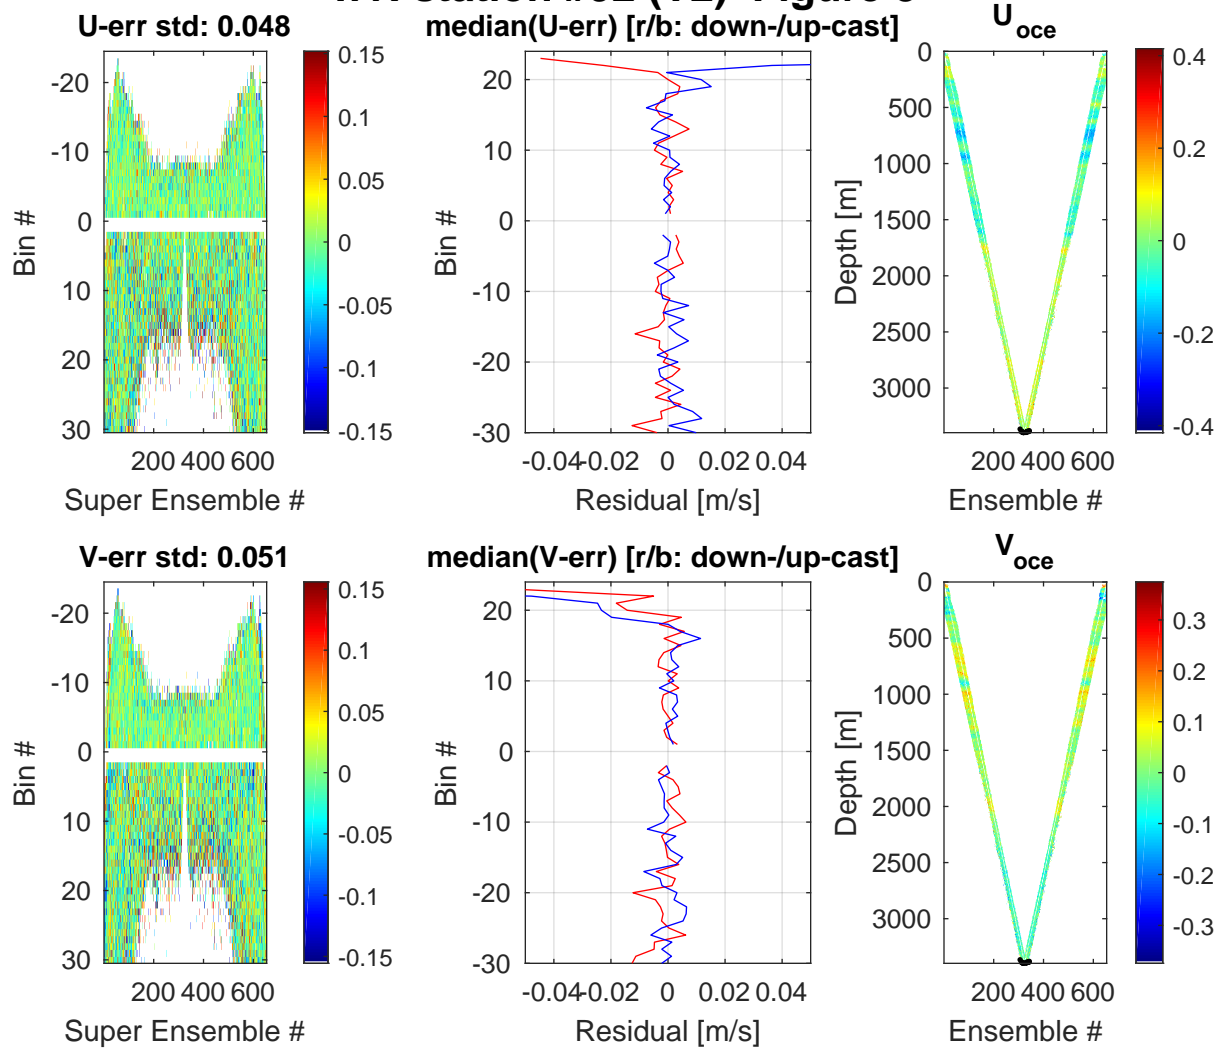 U-err std: 0.048
median(U-err) [r/b: down-/up-cast]
U_oce
-20
-10
0
10
20
30
Bin #
200 400 600
Super Ensemble #
0.15
0.1
0.05
0
-0.05
-0.1
-0.15
20
10
0
-10
-20
-30
Bin #
-0.04 -0.02 0 0.02 0.04
Residual [m/s]
0
500
1000
1500
2000
2500
3000
Depth [m]
200 400 600
Ensemble #
0.4
0.2
0
-0.2
-0.4
V-err std: 0.051
median(V-err) [r/b: down-/up-cast]
V_oce
-20
-10
0
10
20
30
Bin #
200 400 600
Super Ensemble #
0.15
0.1
0.05
0
-0.05
-0.1
-0.15
20
10
0
-10
-20
-30
Bin #
-0.04 -0.02 0 0.02 0.04
Residual [m/s]
0
500
1000
1500
2000
2500
3000
Depth [m]
200 400 600
Ensemble #
0.3
0.2
0.1
0
-0.1
-0.2
-0.3